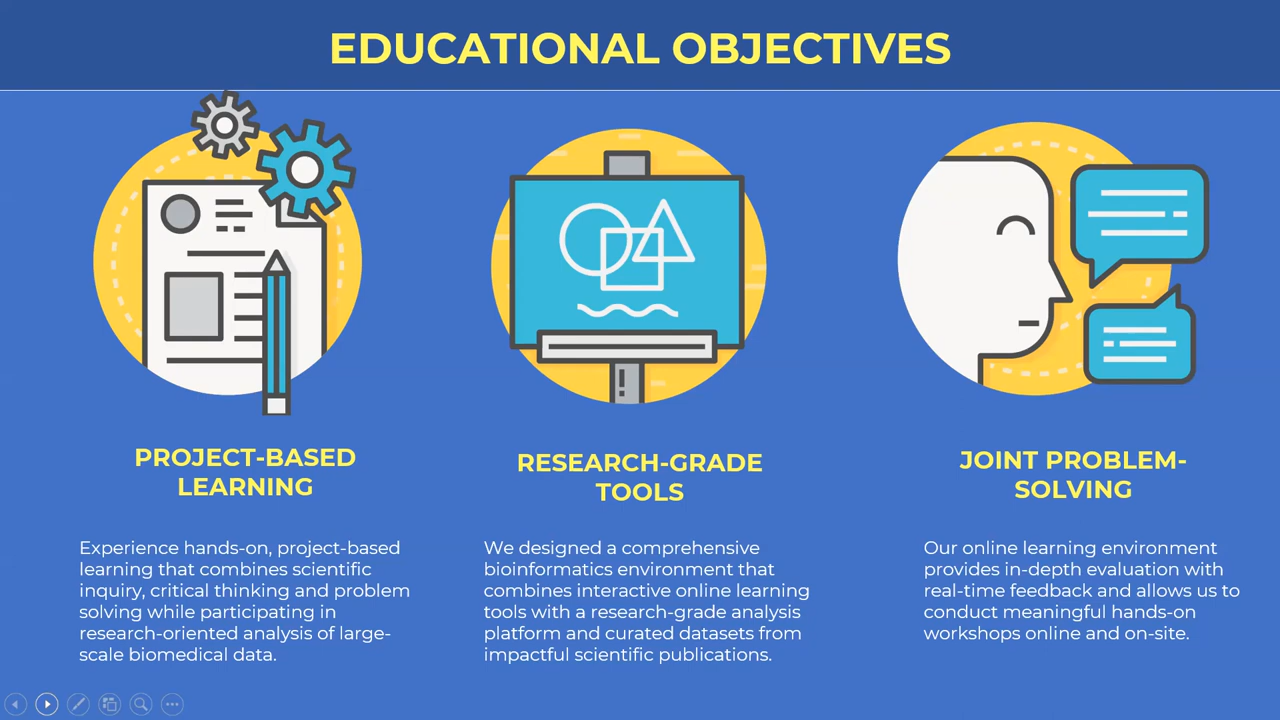 EDUCATIONAL OBJECTIVES
PROJECT-BASED
LEARNING
Experience hands-on, project-based
learning that combines scientific
inquiry, critical thinking and problem
solving while participating in
research-oriented analysis of large-
scale biomedical data.
RESEARCH-GRADE
TOOLS
We designed a comprehensive
bioinformatics environment that
combines interactive online learning
tools with a research-grade analysis
platform and curated datasets from
impactful scientific publications.
JOINT PROBLEM-
SOLVING
Our online learning environment
provides in-depth evaluation with
real-time feedback and allows us to
conduct meaningful hands-on
workshops online and on-site.